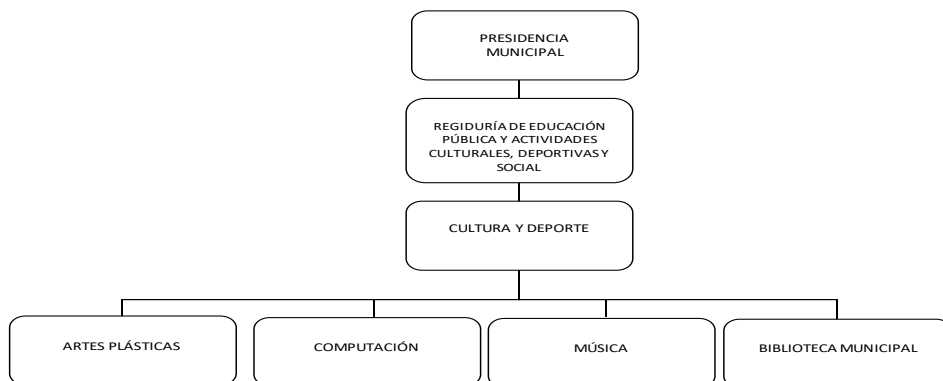 PRESIDENCIA
MUNICIPAL
REGIDURÍA DE EDUCACIÓN
PÚBLICA Y ACTIVIDADES
CULTURALES, DEPORTIVAS Y
SOCIAL
CULTURA Y DEPORTE
ARTES PLÁSTICAS
COMPUTACIÓN
MÚSICA
BIBLIOTECA MUNICIPAL